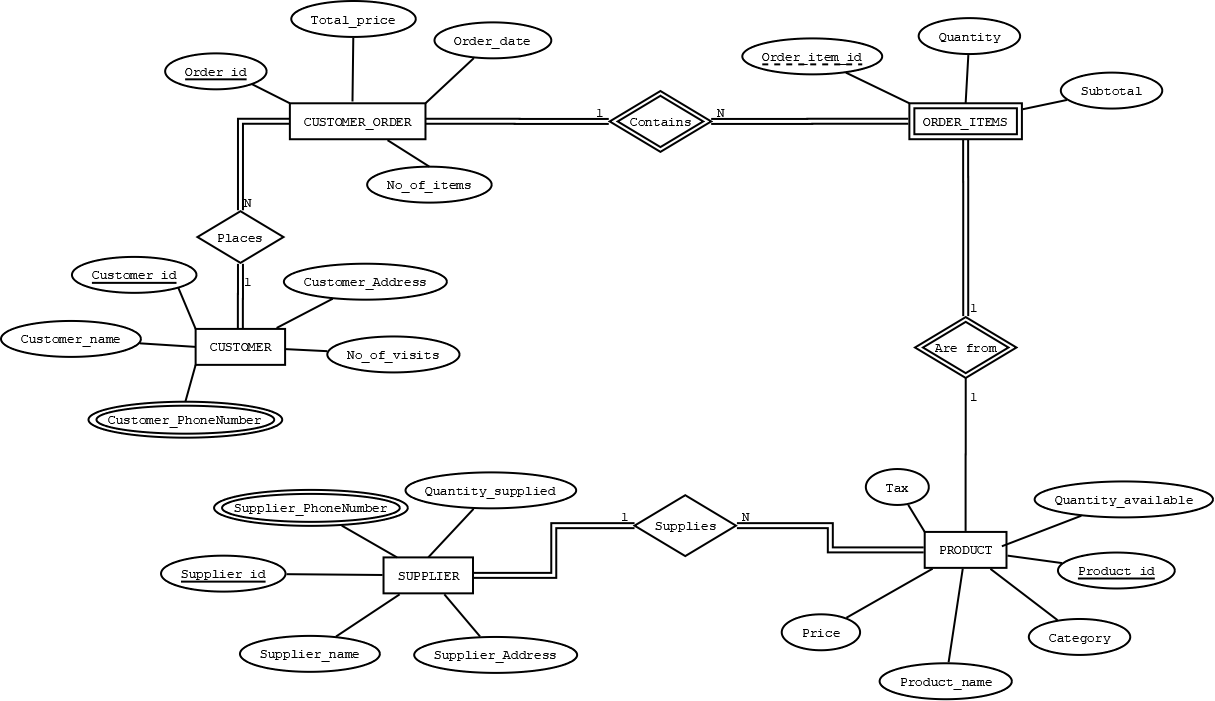 Total_price
Order_date
Order_id
CUSTOMER_ORDER
No_of_items
1
Contains
N
Order_item_id
Quantity
Subtotal
ORDER_ITEMS
N
Places
1
Customer_id
Customer_Address
Customer_name
CUSTOMER
No_of_visits
Customer_PhoneNumber
1
Are from
1
Supplier_PhoneNumber
Quantity_supplied
Supplier_id
SUPPLIER
Supplier_name
Supplier_Address
1
Supplies
N
Tax
Quantity_available
PRODUCT
Product_id
Price
Category
Product_name